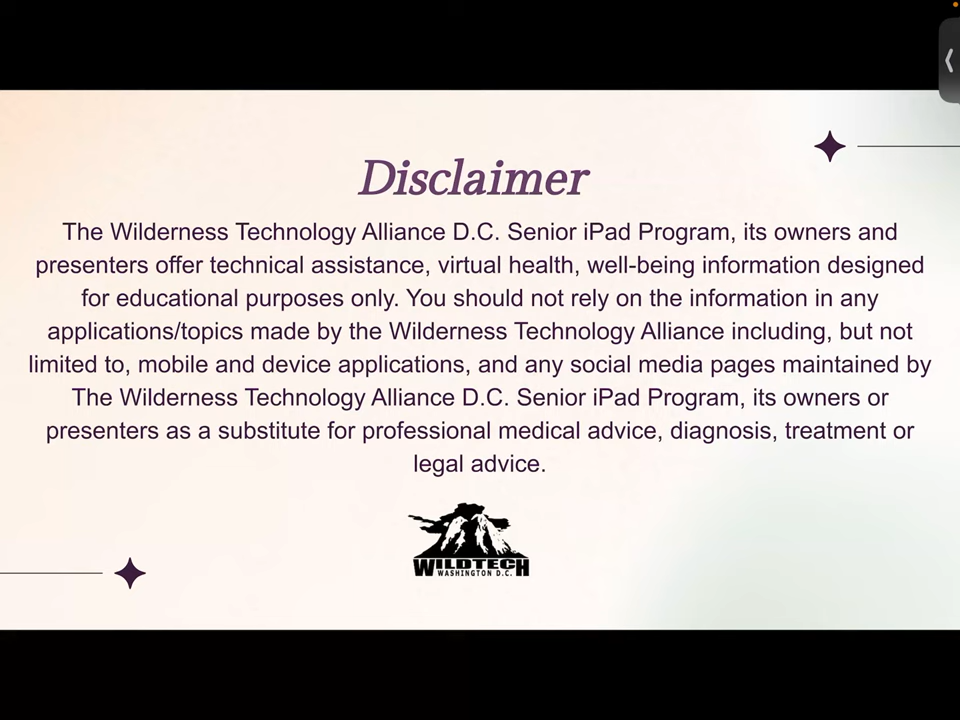 Disclaimer
The Wilderness Technology Alliance D.C. Senior iPad Program, its owners and
presenters offer technical assistance, virtual health, well-being information designed
for educational purposes only. You should not rely on the information in any
applications/topics made by the Wilderness Technology Alliance including, but not
limited to, mobile and device applications, and any social media pages maintained by
The Wilderness Technology Alliance D.C. Senior iPad Program, its owners or
presenters as a substitute for professional medical advice, diagnosis, treatment or
legal advice.
WILDTECH
WASHINGTON D.C.